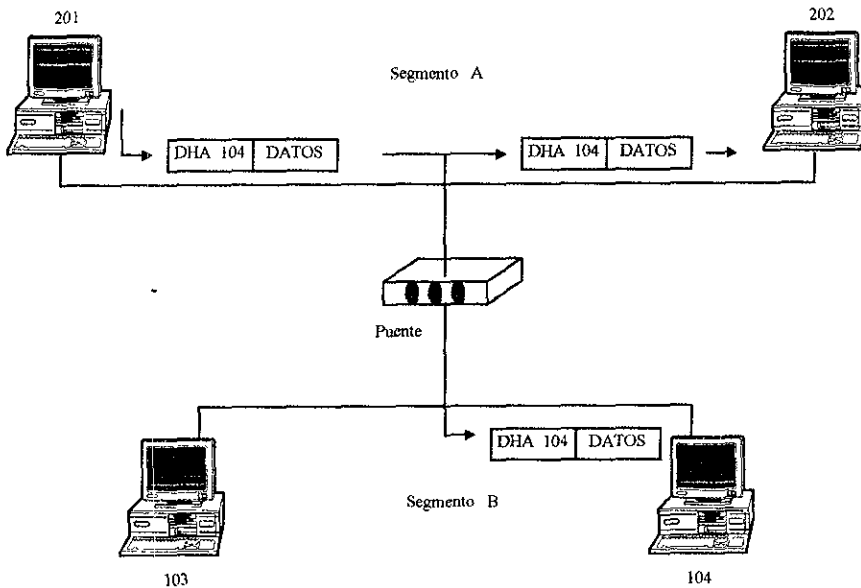 201
202
Segmento A
DHA 104 DATOS
DHA 104 DATOS
Puente
DHA 104 DATOS
Segmento B
103
104